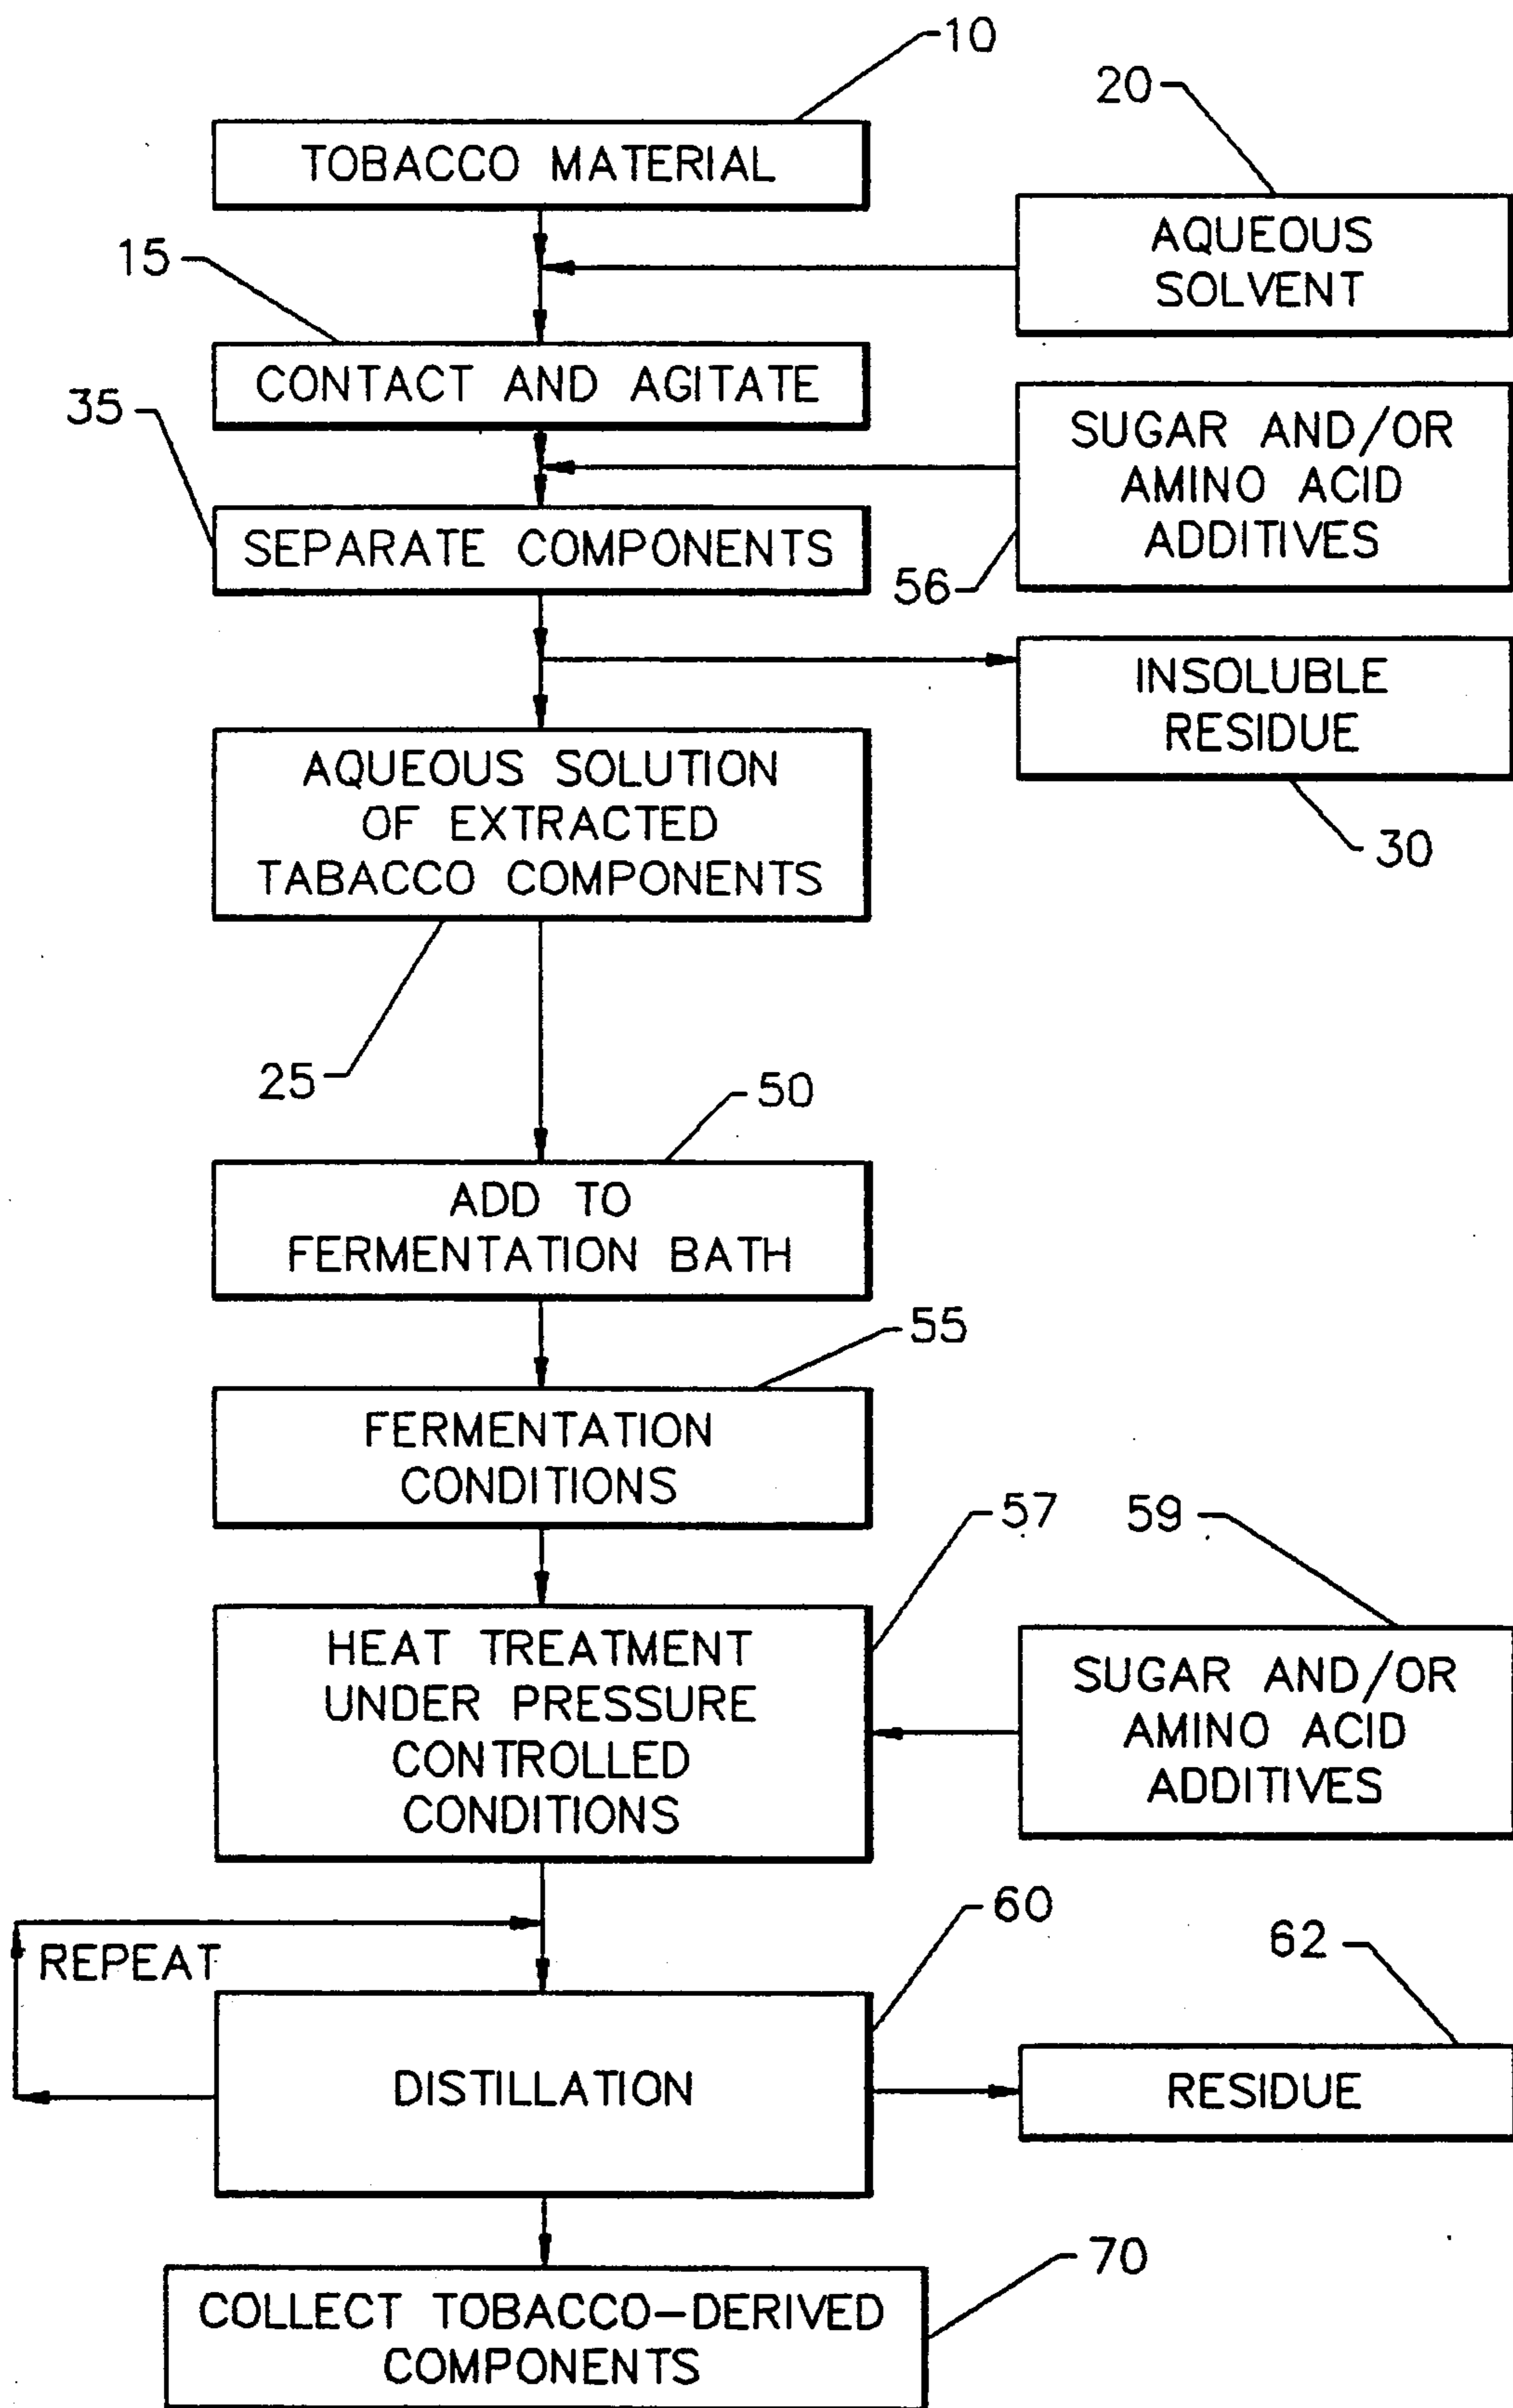 10
TOBACCO MATERIAL
20
AQUEOUS
SOLVENT
15
CONTACT AND AGITATE
35
SUGAR AND/OR
AMINO ACID
ADDITIVES
56
SEPARATE COMPONENTS
INSOLUBLE
RESIDUE
30
AQUEOUS SOLUTION
OF EXTRACTED
TABACCO COMPONENTS
25
50
ADD TO
FERMENTATION BATH
55
FERMENTATION
CONDITIONS
57
59
HEAT TREATMENT
UNDER PRESSURE
CONTROLLED
CONDITIONS
SUGAR AND/OR
AMINO ACID
ADDITIVES
REPEAT
60
62
DISTILLATION
RESIDUE
70
COLLECT TOBACCO-DERIVED
COMPONENTS